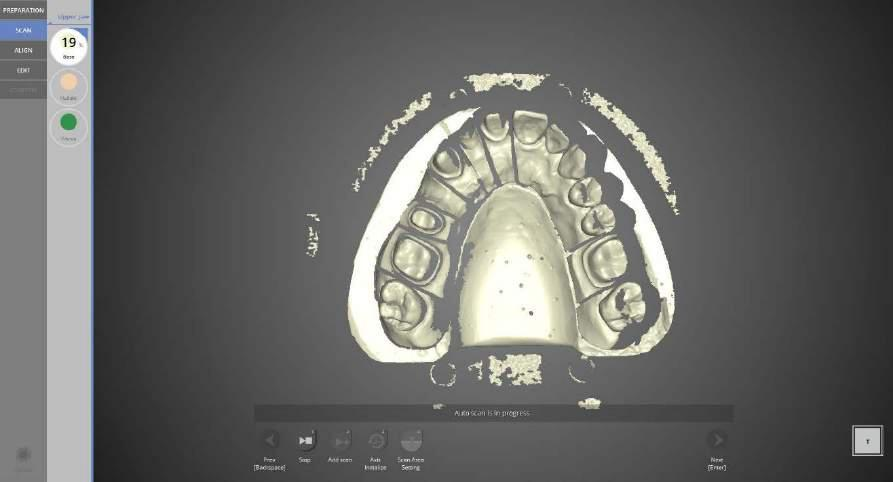 PREPARATION
SCAN
ALIGN
EDIT
Upper Jaw
19 %
Base
Auto scan is in progress
Prev
[Backspace]
Stop
Add scan
Axis
Initialize
Scan Area
Setting
Next
[Enter]
T